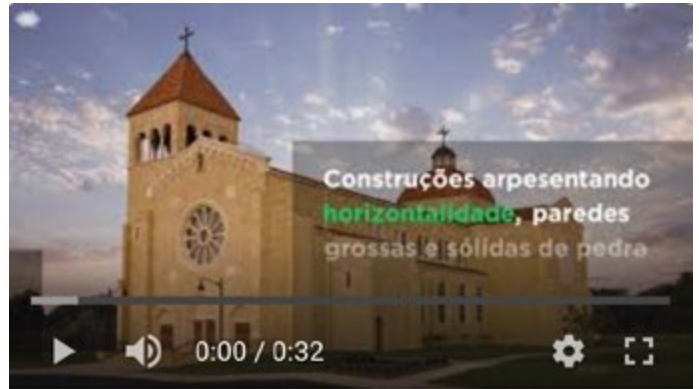 Construções arpesentando
horizontalidade, paredes
grossas e sólidas de pedra
0:00 / 0:32